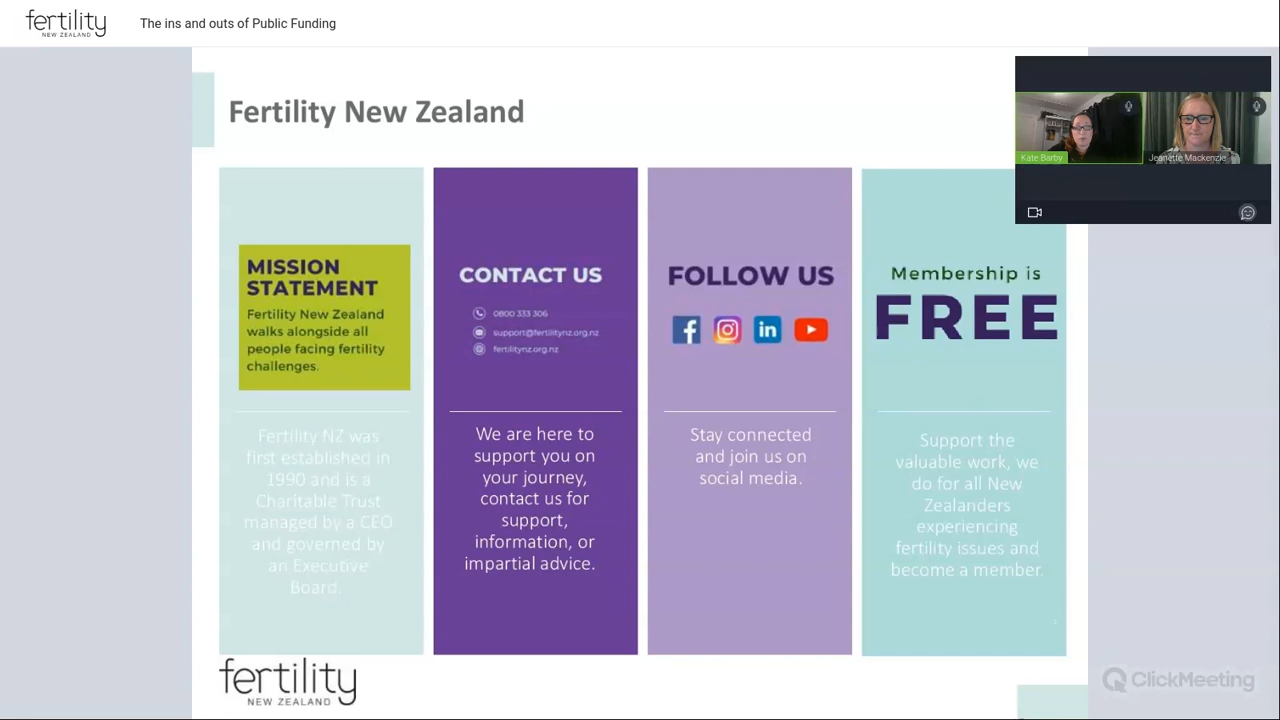 fertility
NEW ZEALAND
The ins and outs of Public Funding
Fertility New Zealand
Kate Barby
Jeanette Mackenzie
MISSION
STATEMENT
Fertility New Zealand
walks alongside all
people facing fertility
challenges.
Fertility NZ was
first established in
1990 and is a
Charitable Trust
managed by a CEO
and governed by
an Executive
Board.
CONTACT US
0800 333 306
support@fertilitynz.org.nz
fertilitynz.org.nz
We are here to
support you on
your journey,
contact us for
support,
information, or
impartial advice.
FOLLOW US
Stay connected
and join us on
social media.
Membership is
FREE
Support the
valuable work, we
do for all New
Zealanders
experiencing
fertility issues and
become a member.
fertility
NEW ZEALAND
ClickMeeting